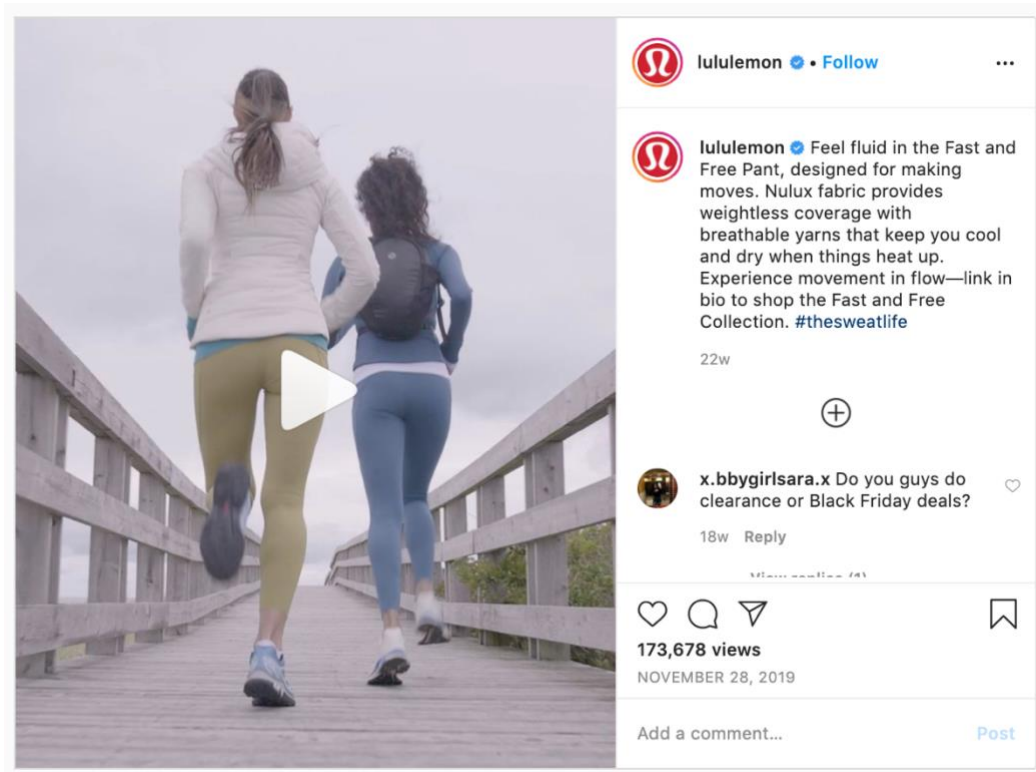 lululemon • Follow
lululemon Feel fluid in the Fast and
Free Pant, designed for making
moves. Nulux fabric provides
weightless coverage with
breathable yarns that keep you cool
and dry when things heat up.
Experience movement in flow—link in
bio to shop the Fast and Free
Collection. #thesweatlife
22w
x.bbygirlsara.x Do you guys do
clearance or Black Friday deals?
18w Reply
View replies (1)
173,678 views
NOVEMBER 28, 2019
Add a comment... Post